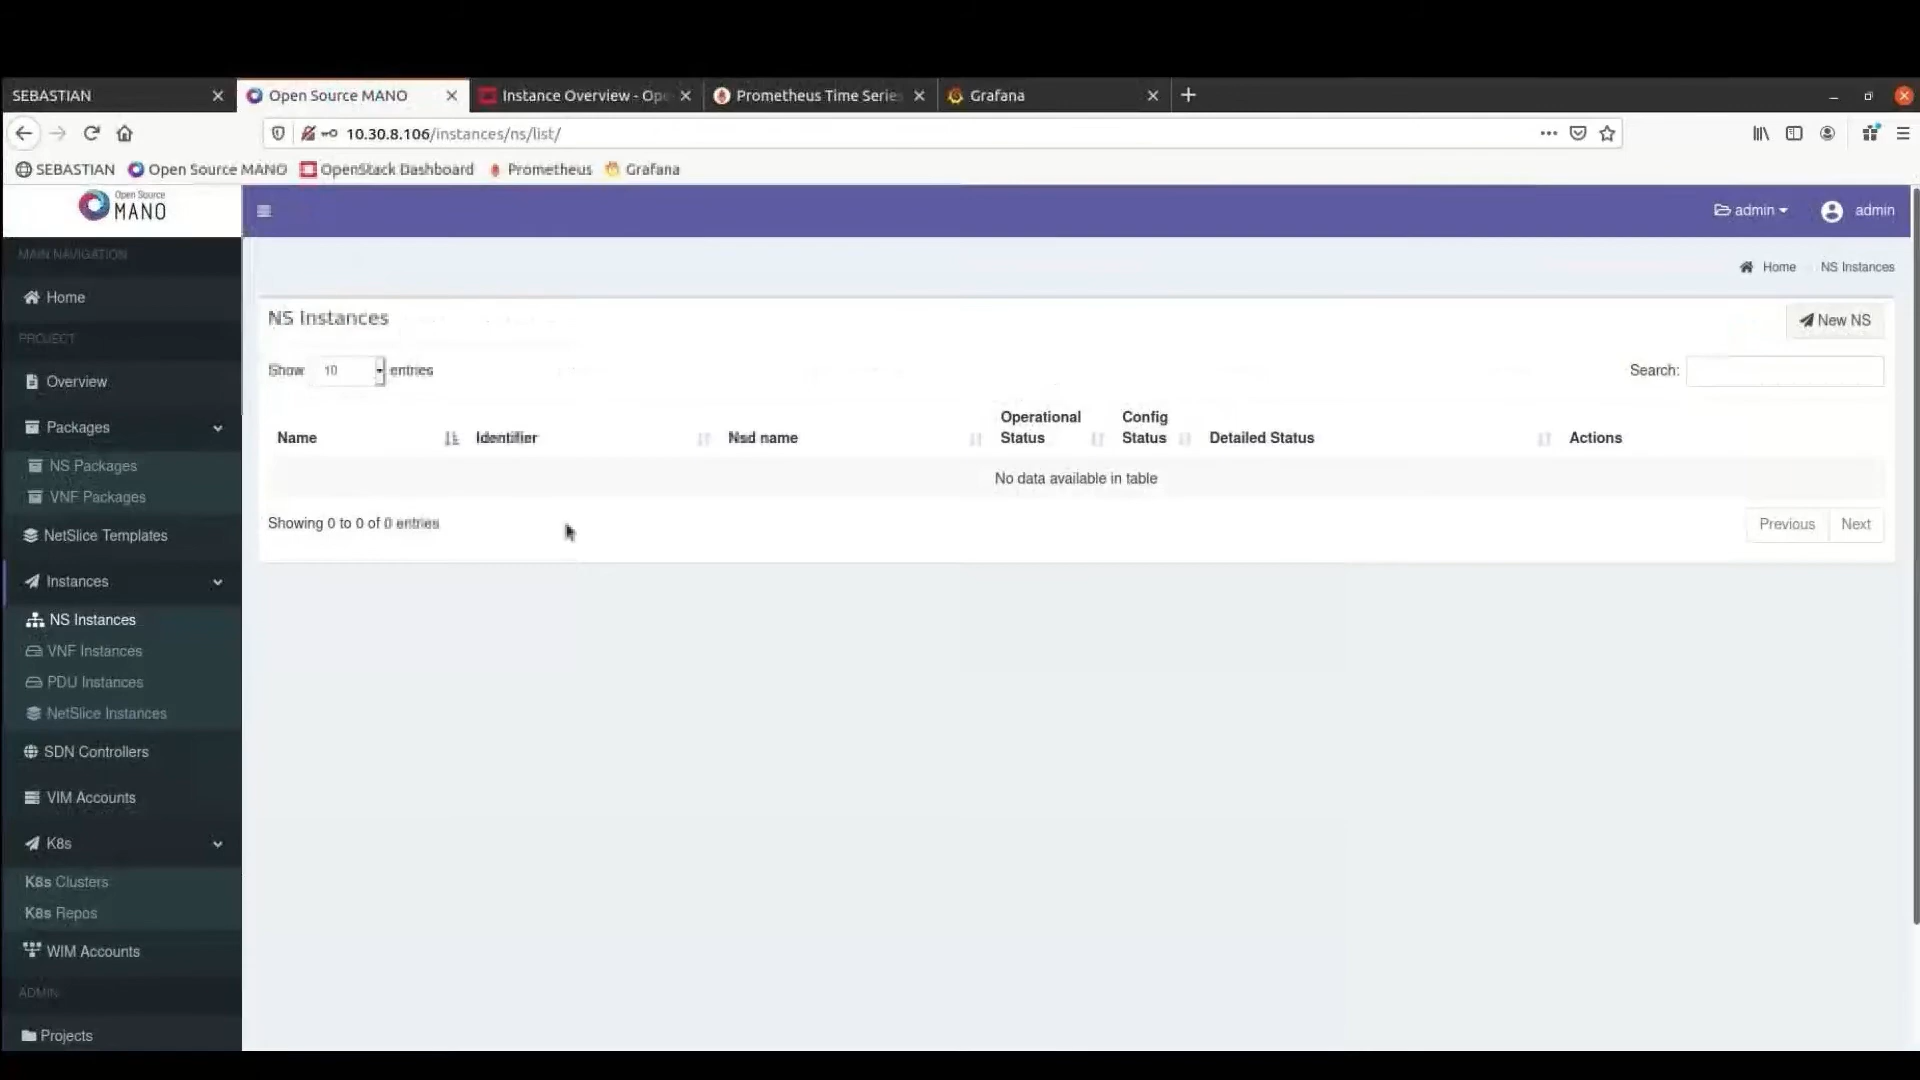 SEBASTIAN
Open Source MANO
Instance Overview - Ope
Prometheus Time Serie
Grafana
10.30.8.106/instances/ns/list/
SEBASTIAN
Open Source MANO
OpenStack Dashboard
Prometheus
Grafana
Open Source
MANO
admin
admin
MAIN NAVIGATION
Home
NS Instances
Home
NS Instances
New NS
PROJECT
Show 10 entries
Search:
Overview
Operational
Status
Config
Status
Name
Identifier
Nsd name
Detailed Status
Actions
Packages
NS Packages
No data available in table
VNF Packages
Showing 0 to 0 of 0 entries
Previous
Next
NetSlice Templates
Instances
NS Instances
VNF Instances
PDU Instances
NetSlice Instances
SDN Controllers
VIM Accounts
K8s
K8s Clusters
K8s Repos
WIM Accounts
ADMIN
Projects